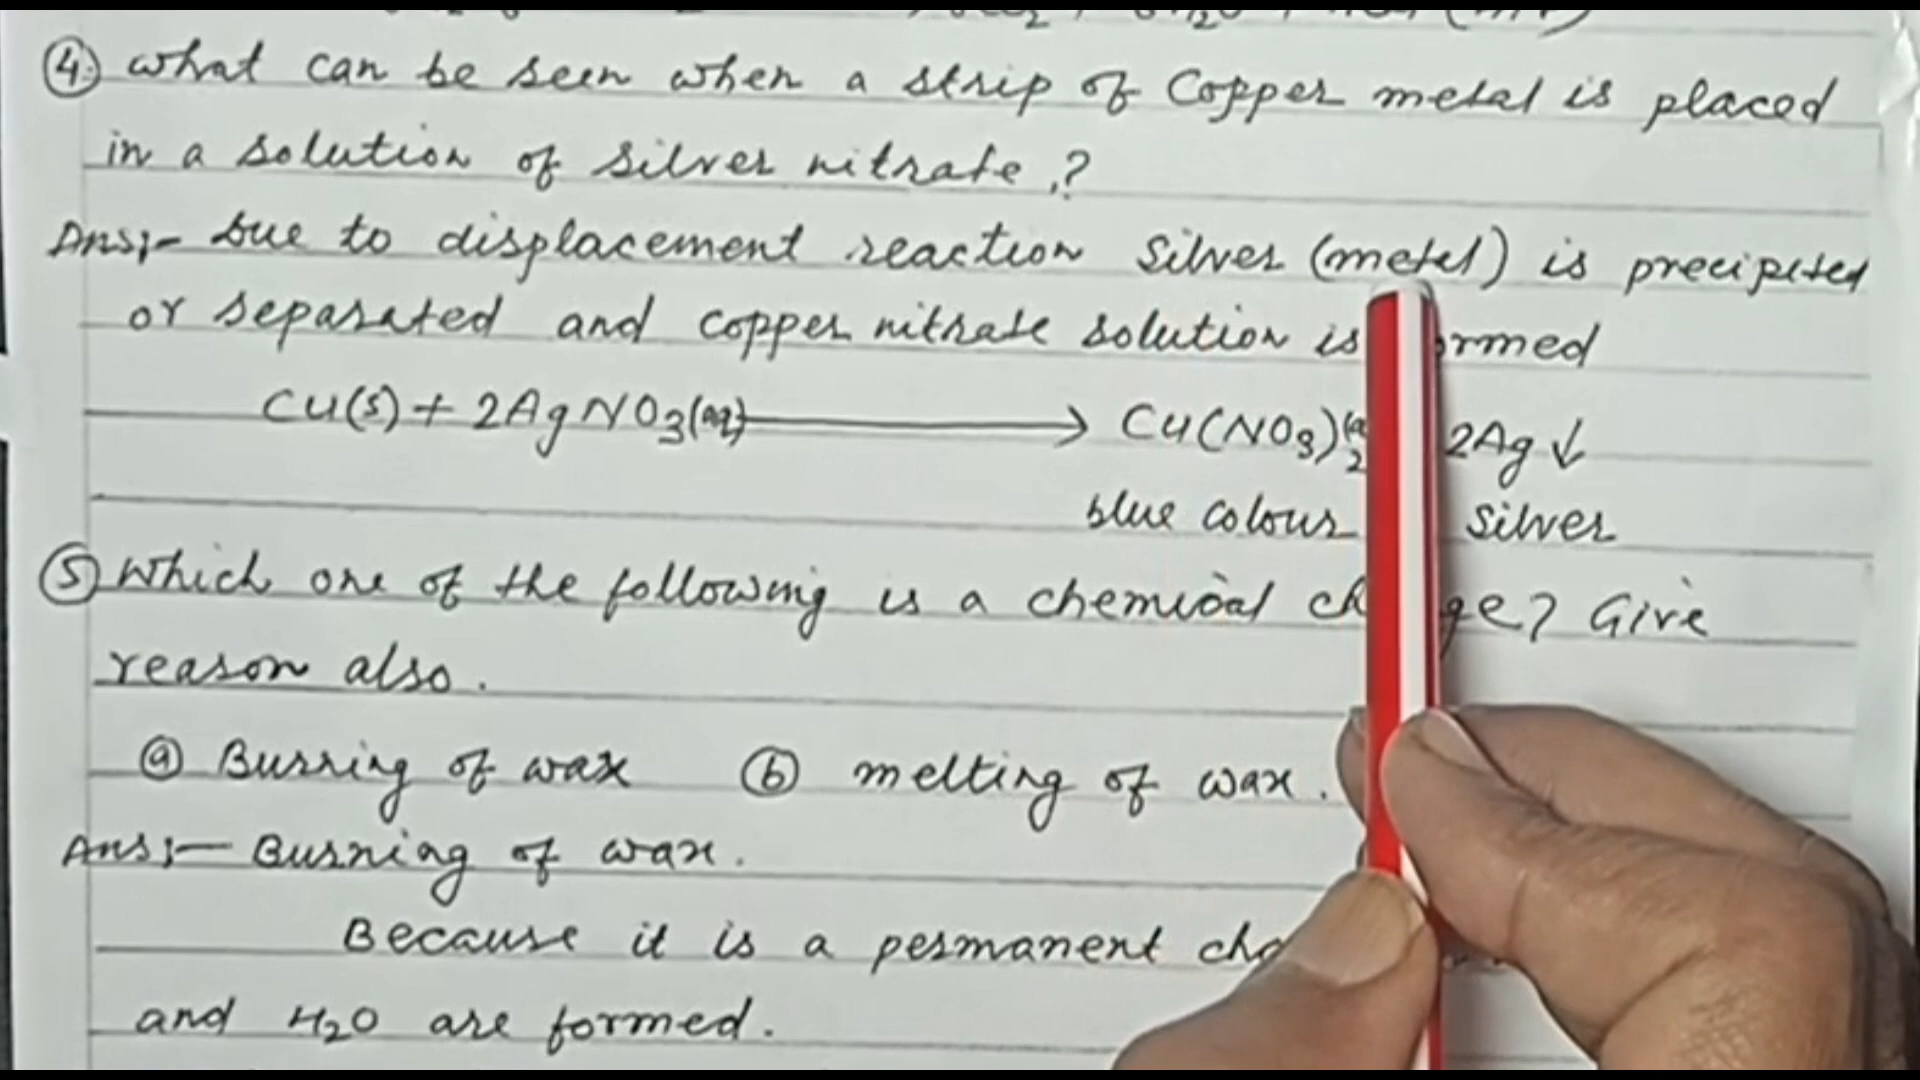 ④ What can be seen when a strip of Copper metal is placed
in a solution of silver nitrate,?
Ans:- Due to displacement reaction Silver (metal) is precipited
or separated and copper nitrate solution is
Cu(s) + 2AgNO3(aq) → Cu(NO3)2 2Ag ↓
blue colour silver
⑤ Which one of the following is a chemical Give
reason also.
ⓐ Burning of wax ⓑ melting of wax.
Ans:- Burning of wax.
Because it is a permanent
and H2O are formed.